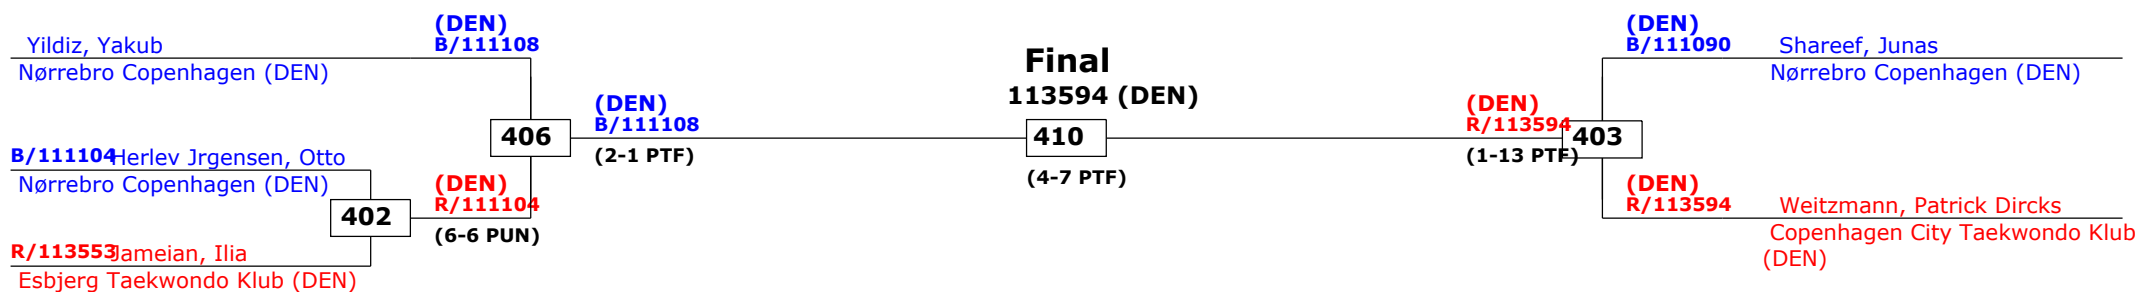 (DEN)
B/111108
Yildiz, Yakub
Nørrebro Copenhagen (DEN)
(DEN)
B/111090
Shareef, Junas
Nørrebro Copenhagen (DEN)
Final
113594 (DEN)
(DEN)
B/111108
406
(2-1 PTF)
410
(4-7 PTF)
(DEN)
R/113594
403
(1-13 PTF)
B/111104 Herlev Jrgensen, Otto
Nørrebro Copenhagen (DEN)
(DEN)
R/111104
402
(6-6 PUN)
R/113553 Jameian, Ilia
Esbjerg Taekwondo Klub (DEN)
(DEN)
R/113594
Weitzmann, Patrick Dircks
Copenhagen City Taekwondo Klub
(DEN)